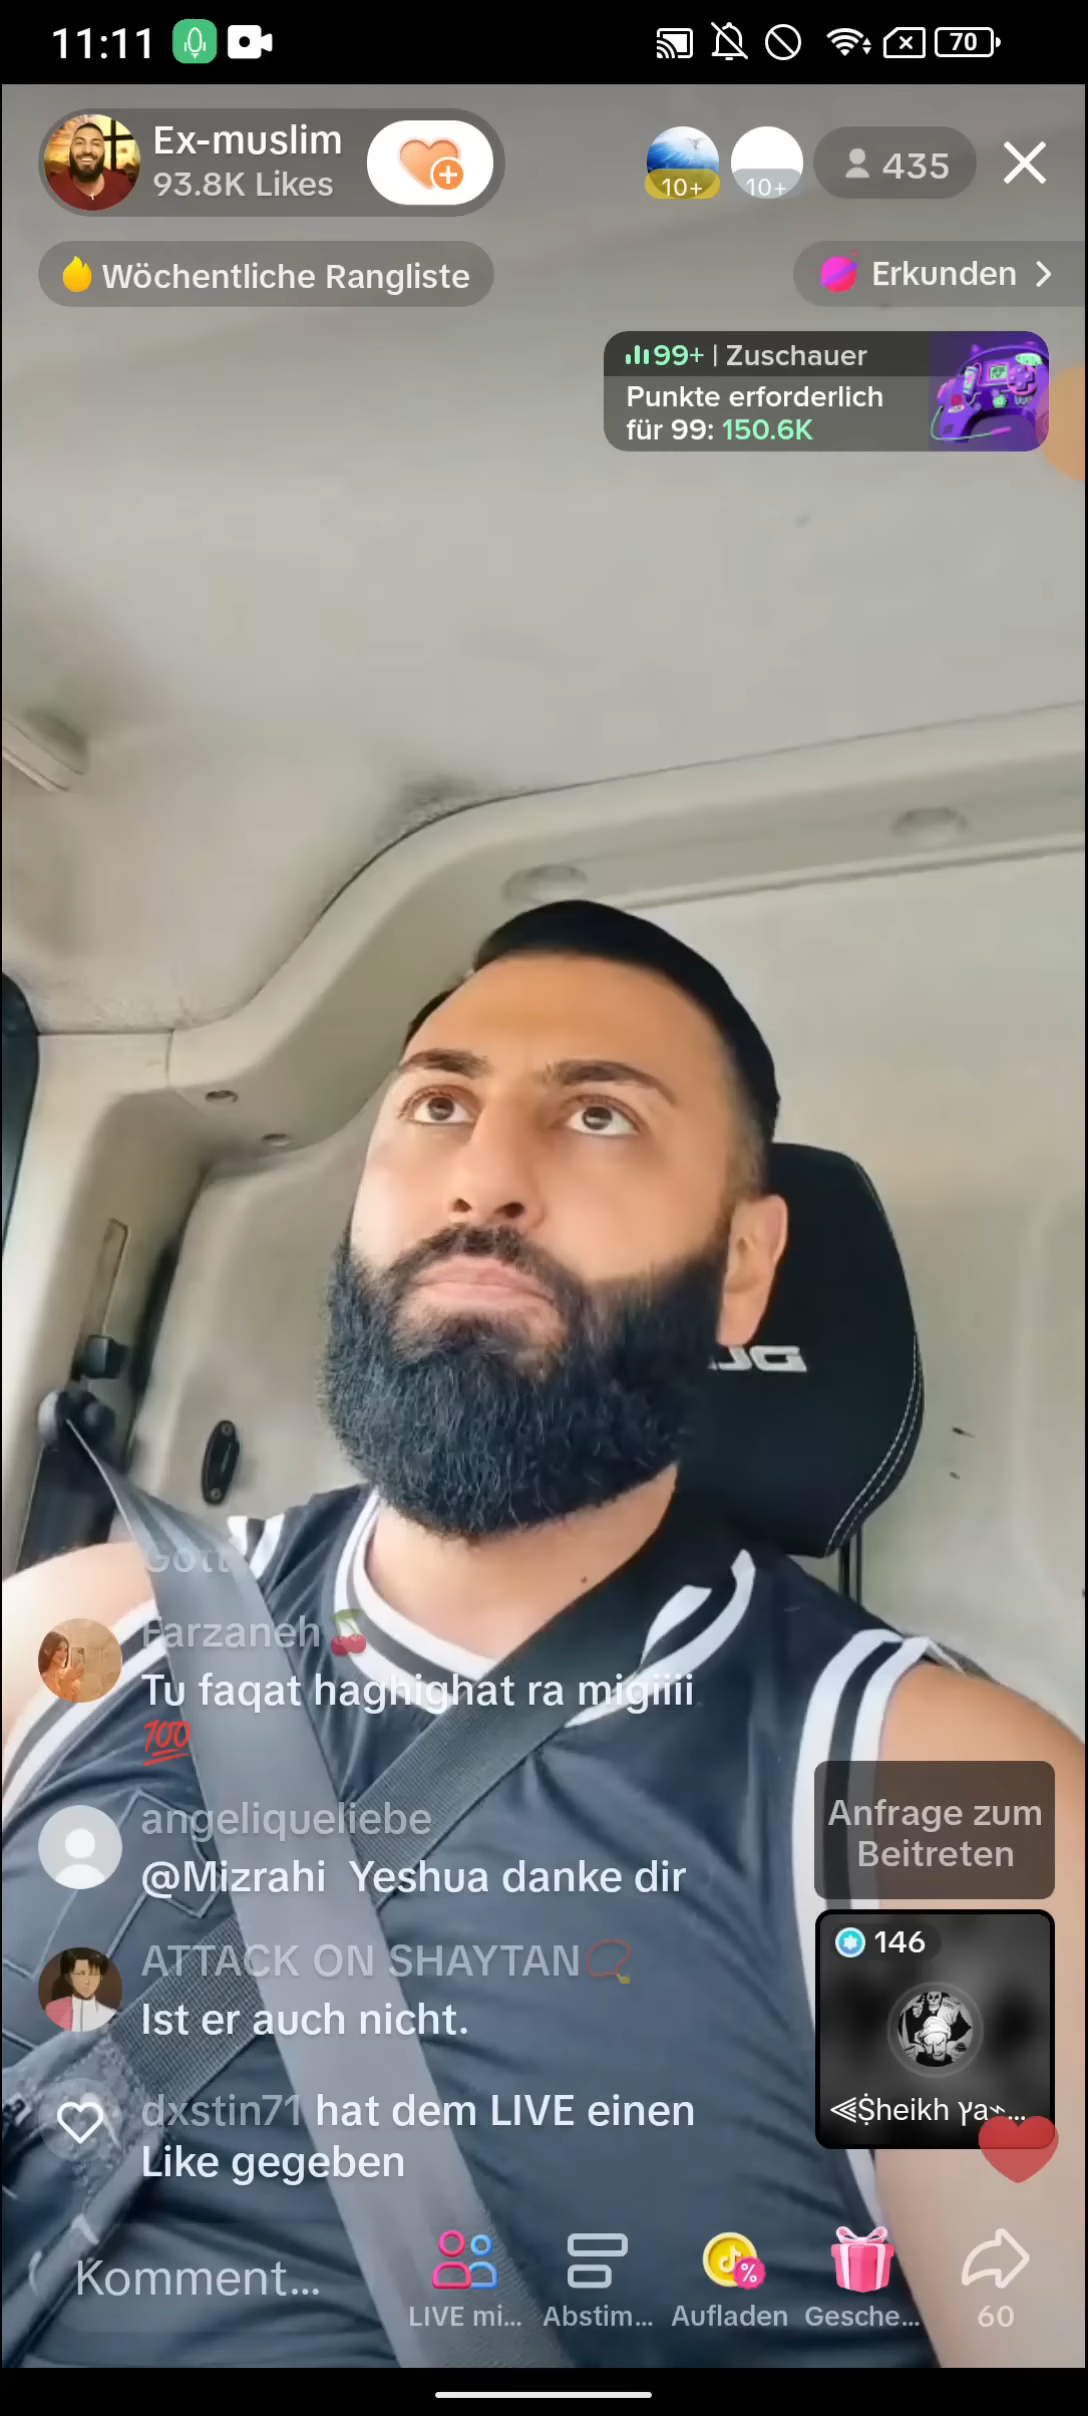 11:11
70
Ex-muslim
93.8K Likes
10+
10+
435
Wöchentliche Rangliste
Erkunden
99+ | Zuschauer
Punkte erforderlich
für 99: 150.6K
Gott
Farzaneh🍒
Tu faqat haghighat ra migiiii
💯
angeliqueliebe
@Mizrahi Yeshua danke dir
ATTACK ON SHAYTAN
Ist er auch nicht.
dxstin71 hat dem LIVE einen
Like gegeben
Anfrage zum
Beitreten
146
Komment...
LIVE mi...
Abstim...
Aufladen
Gesche...
60